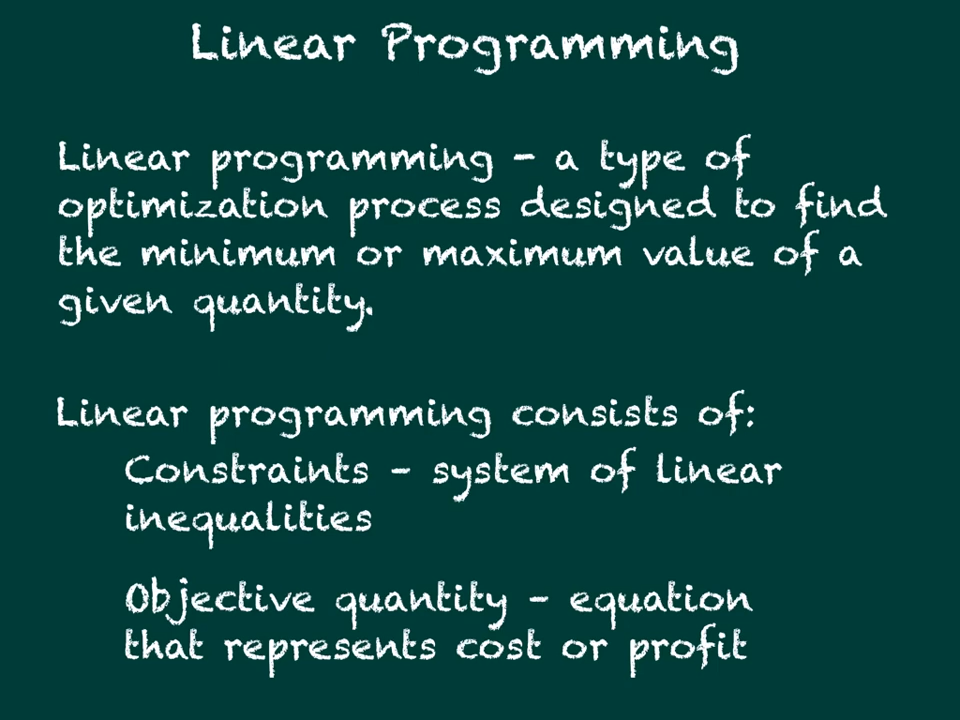 Linear Programming
Linear programming - a type of
optimization process designed to find
the minimum or maximum value of a
given quantity.
Linear programming consists of:
Constraints - system of linear
inequalities
Objective quantity - equation
that represents cost or profit